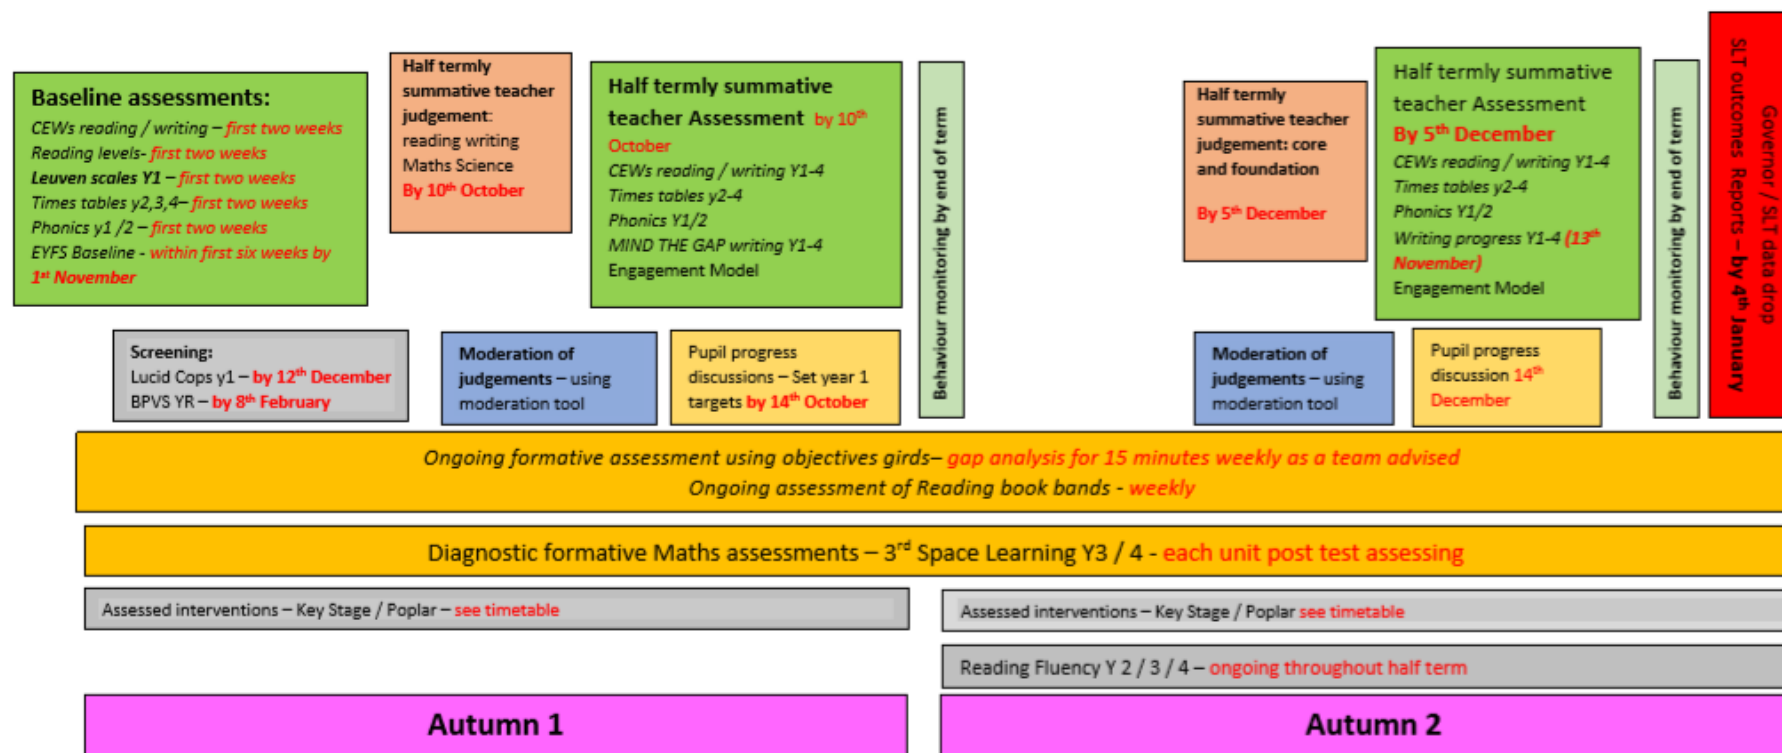 Baseline assessments:
CEWs reading / writing – first two weeks
Reading levels- first two weeks
Leuven scales Y1 – first two weeks
Times tables y2,3,4– first two weeks
Phonics y1 /2 – first two weeks
EYFS Baseline - within first six weeks by
1st November
Half termly
summative teacher
judgement:
reading writing
Maths Science
By 10th October
Half termly summative
teacher Assessment by 10th
October
CEWs reading / writing Y1-4
Times tables y2-4
Phonics Y1/2
MIND THE GAP writing Y1-4
Engagement Model
Behaviour monitoring by end of term
Half termly
summative teacher
judgement: core
and foundation
By 5th December
Half termly summative
teacher Assessment
By 5th December
CEWs reading / writing Y1-4
Times tables y2-4
Phonics Y1/2
Writing progress Y1-4 (13th
November)
Engagement Model
Behaviour monitoring by end of term
Governor / SLT data drop
SLT outcomes Reports – by 4th January
Screening:
Lucid Cops y1 – by 12th December
BPVS YR – by 8th February
Moderation of
judgements – using
moderation tool
Pupil progress
discussions – Set year 1
targets by 14th October
Moderation of
judgements – using
moderation tool
Pupil progress
discussion 14th
December
Ongoing formative assessment using objectives girds– gap analysis for 15 minutes weekly as a team advised
Ongoing assessment of Reading book bands - weekly
Diagnostic formative Maths assessments – 3rd Space Learning Y3 / 4 - each unit post test assessing
Assessed interventions – Key Stage / Poplar – see timetable
Assessed interventions – Key Stage / Poplar see timetable
Reading Fluency Y 2 / 3 / 4 – ongoing throughout half term
Autumn 1
Autumn 2